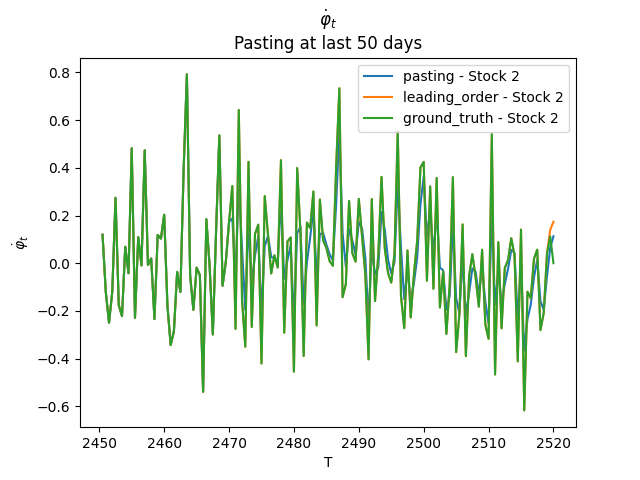 φ̇_t
Pasting at last 50 days
pasting - Stock 2
leading_order - Stock 2
ground_truth - Stock 2
0.8
0.6
0.4
0.2
0.0
−0.2
−0.4
−0.6
φ̇_t
2450 2460 2470 2480 2490 2500 2510 2520
T